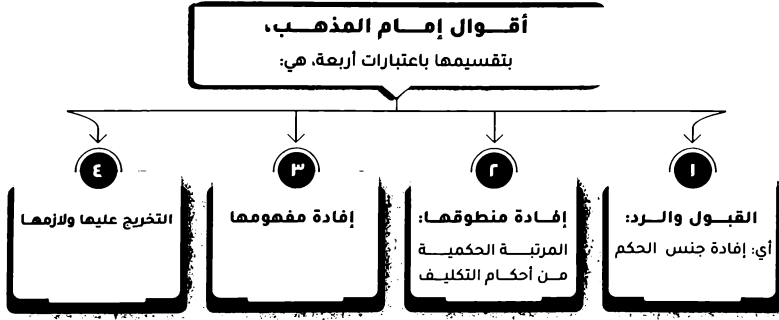 أقوال إمام المذهب،
بتقسيمها باعتبارات أربعة، هي:
١
القبول والرد:
أي: إفادة جنس الحكم
٢
إفادة منطوقها:
المرتبة الحكمية
من أحكام التكليف
٣
إفادة مفهومها
٤
التخريج عليها ولازمها